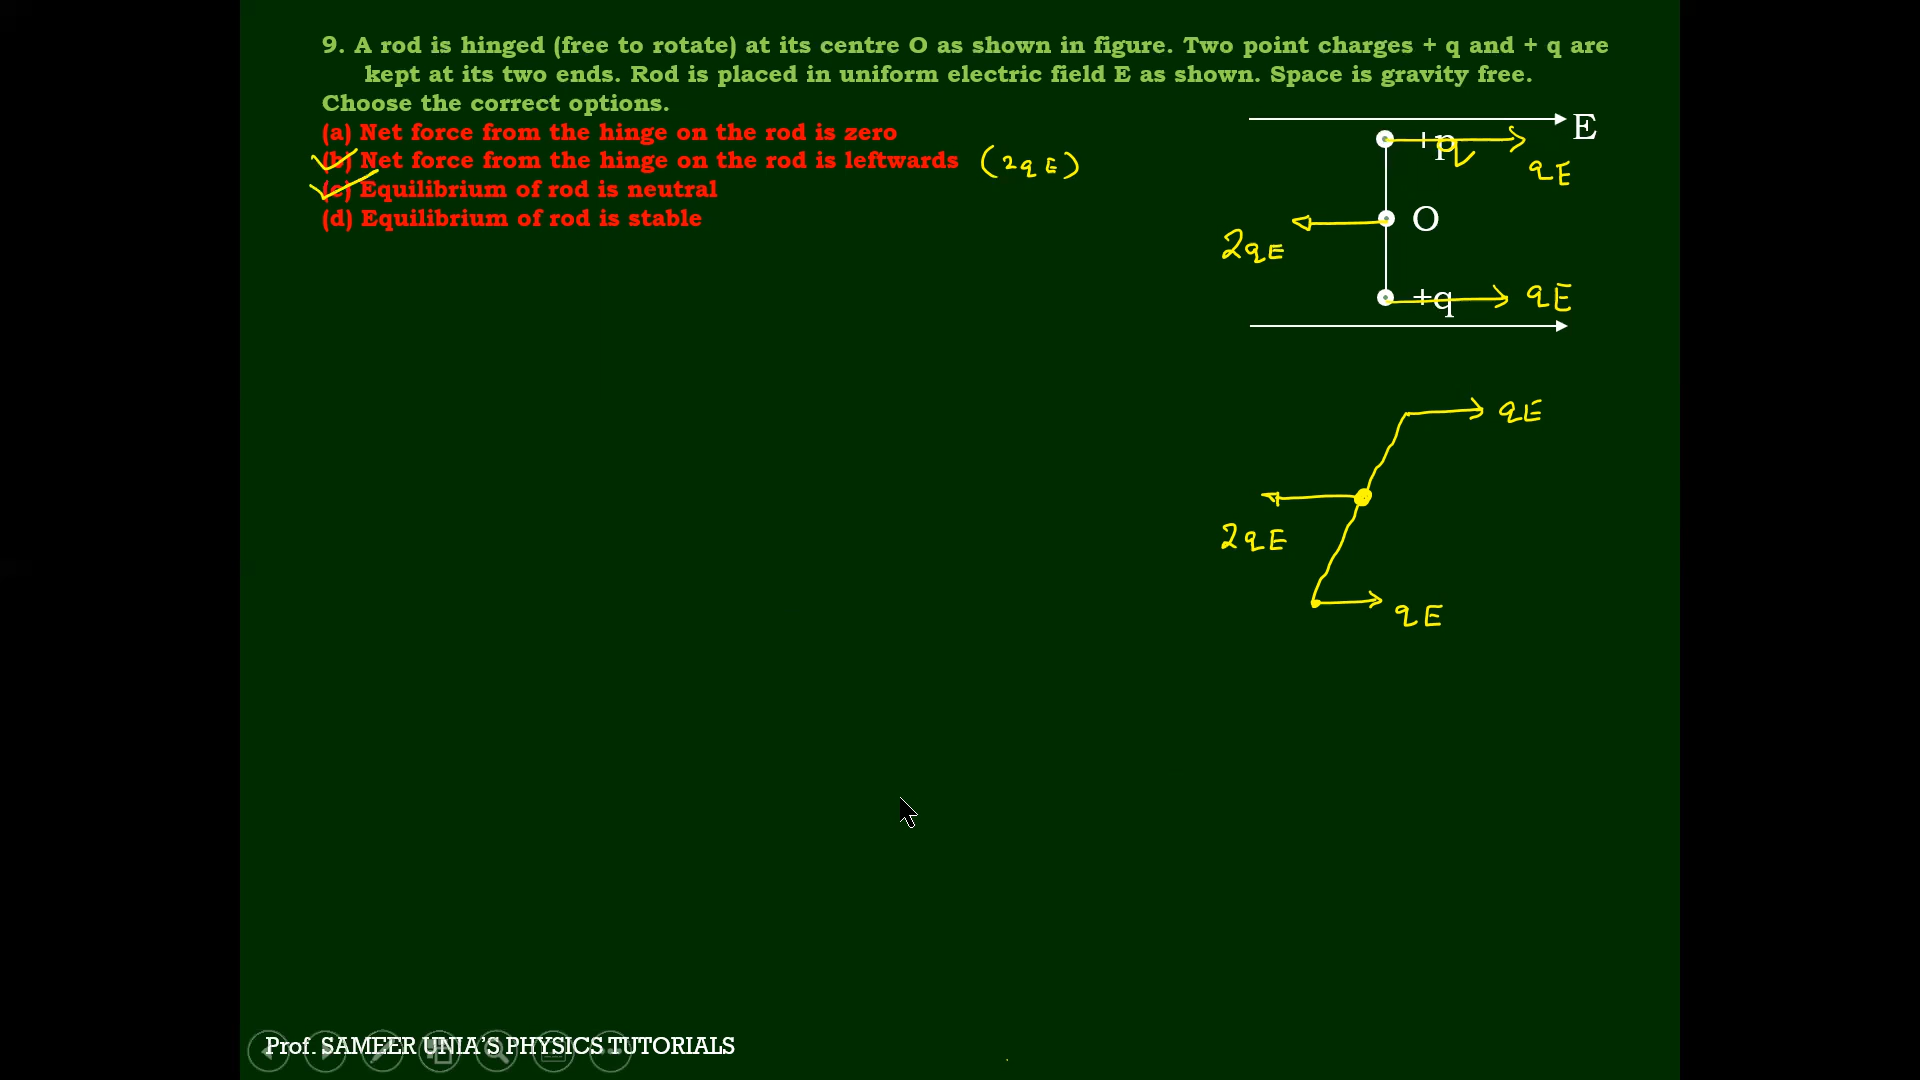 9. A rod is hinged (free to rotate) at its centre O as shown in figure. Two point charges + q and + q are
kept at its two ends. Rod is placed in uniform electric field E as shown. Space is gravity free.
Choose the correct options.
(a) Net force from the hinge on the rod is zero
(b) Net force from the hinge on the rod is leftwards (2qE)
(c) Equilibrium of rod is neutral
(d) Equilibrium of rod is stable
E
+p q
qE
O
2qE
+q qE
qE
2qE
qE
Prof. SAMEER UNIA'S PHYSICS TUTORIALS